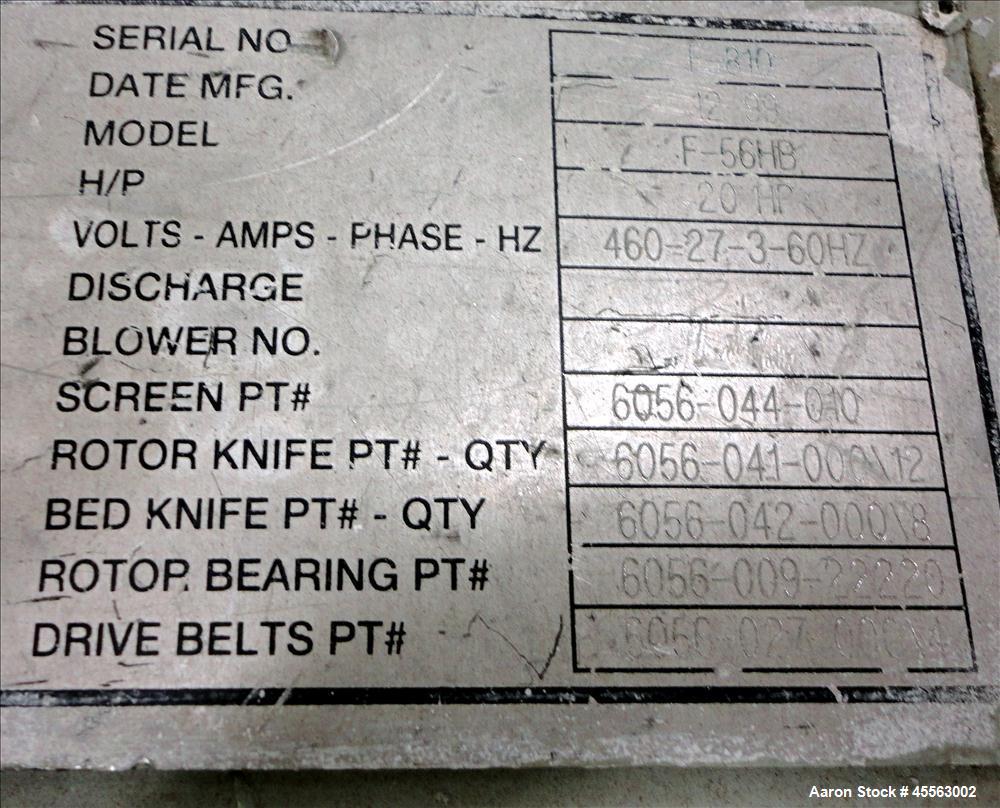 SERIAL NO
DATE MFG. 12 99
MODEL F-56HB
H/P 20 HP
VOLTS - AMPS - PHASE - HZ 460-27-3-60HZ
DISCHARGE
BLOWER NO.
SCREEN PT# 6056-044-010
ROTOR KNIFE PT# - QTY 6056-041-000\12
BED KNIFE PT# - QTY 6056-042-000\8
ROTOR BEARING PT# 6056-009-22220
DRIVE BELTS PT#
Aaron Stock # 45563002